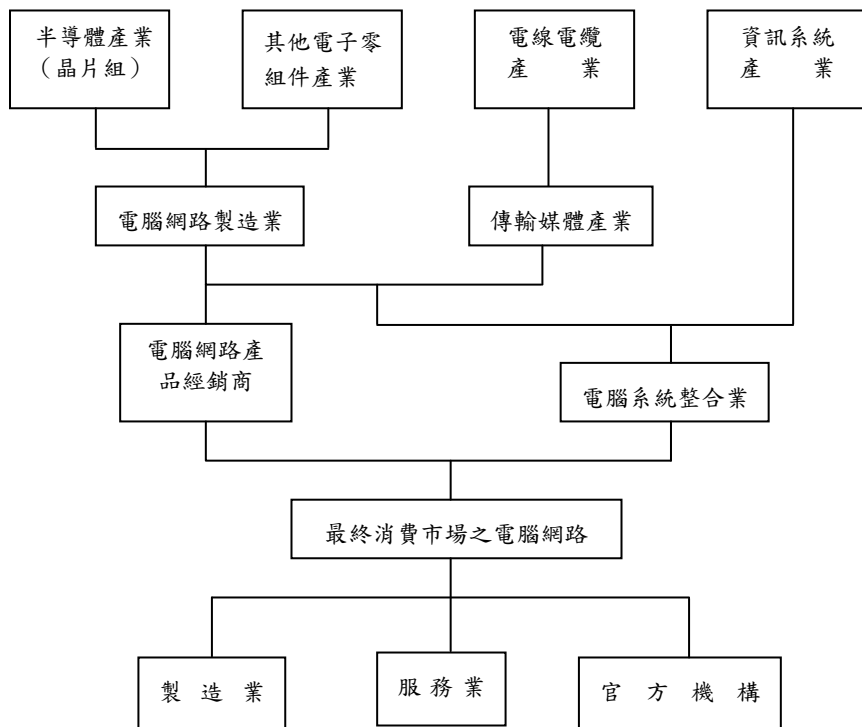 半導體產業
（晶片組）
其他電子零
組件產業
電線電纜
產業
資訊系統
產業
電腦網路製造業
傳輸媒體產業
電腦網路產
品經銷商
電腦系統整合業
最終消費市場之電腦網路
製造業
服務業
官方機構